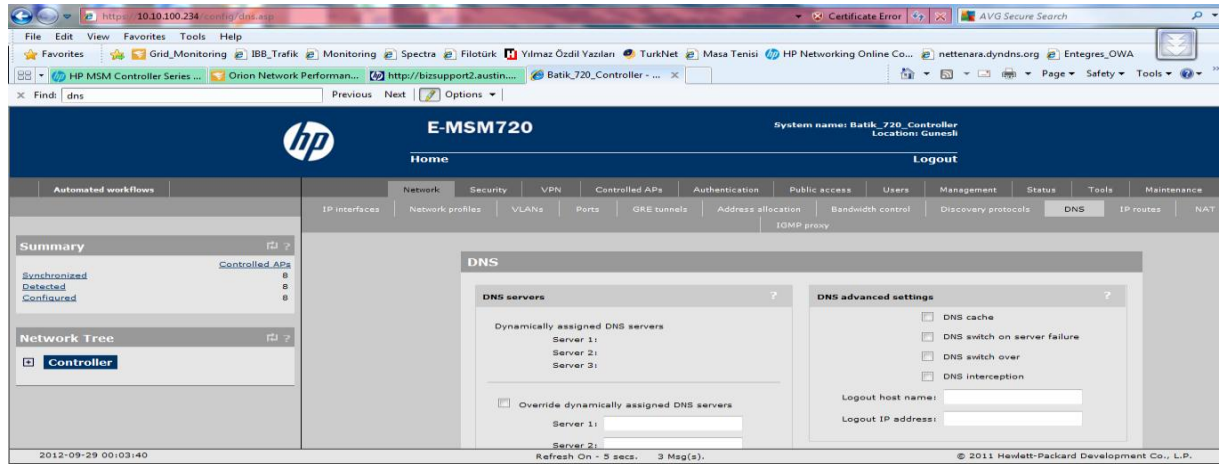 https://10.10.100.234/config/dns.asp Certificate Error AVG Secure Search
File Edit View Favorites Tools Help
Favorites Grid_Monitoring IBB_Trafik Monitoring Spectra Filotürk Yılmaz Özdil Yazıları TurkNet Masa Tenisi HP Networking Online Co... nettenara.dyndns.org Entegres_OWA
HP MSM Controller Series ... Orion Network Performan... http://bizsupport2.austin.... Batik_720_Controller - ... Page Safety Tools
Find: dns Previous Next Options
hp E-MSM720 System name: Batik_720_Controller
Location: Gunesli
Home Logout
Automated workflows Network Security VPN Controlled APs Authentication Public access Users Management Status Tools Maintenance
IP interfaces Network profiles VLANs Ports GRE tunnels Address allocation Bandwidth control Discovery protocols DNS IP routes NAT
IGMP proxy
Summary ?
Controlled APs
Synchronized 8
Detected 8
Configured 8
Network Tree ?
Controller
DNS
DNS servers ?
Dynamically assigned DNS servers
Server 1:
Server 2:
Server 3:
Override dynamically assigned DNS servers
Server 1:
Server 2:
DNS advanced settings ?
DNS cache
DNS switch on server failure
DNS switch over
DNS interception
Logout host name:
Logout IP address:
2012-09-29 00:03:40 Refresh On - 5 secs. 3 Msg(s). © 2011 Hewlett-Packard Development Co., L.P.